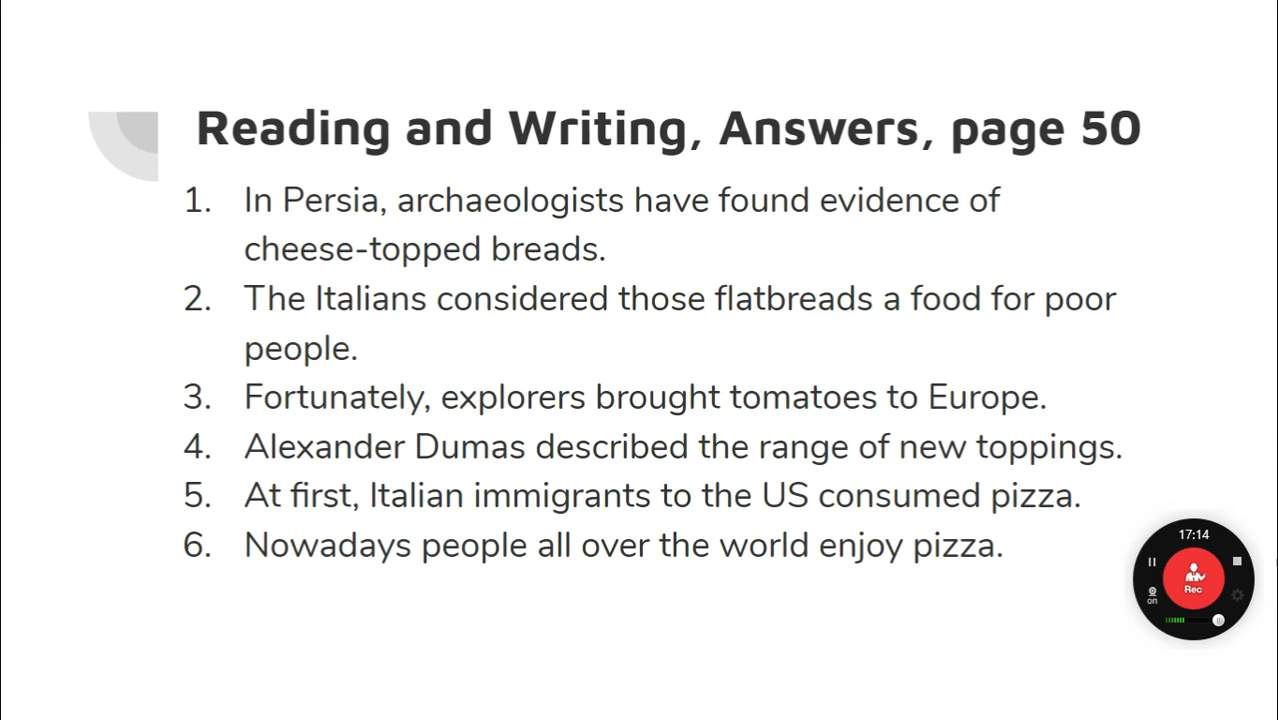 Reading and Writing, Answers, page 50
1. In Persia, archaeologists have found evidence of
cheese-topped breads.
2. The Italians considered those flatbreads a food for poor
people.
3. Fortunately, explorers brought tomatoes to Europe.
4. Alexander Dumas described the range of new toppings.
5. At first, Italian immigrants to the US consumed pizza.
6. Nowadays people all over the world enjoy pizza.
17:14
Rec
on